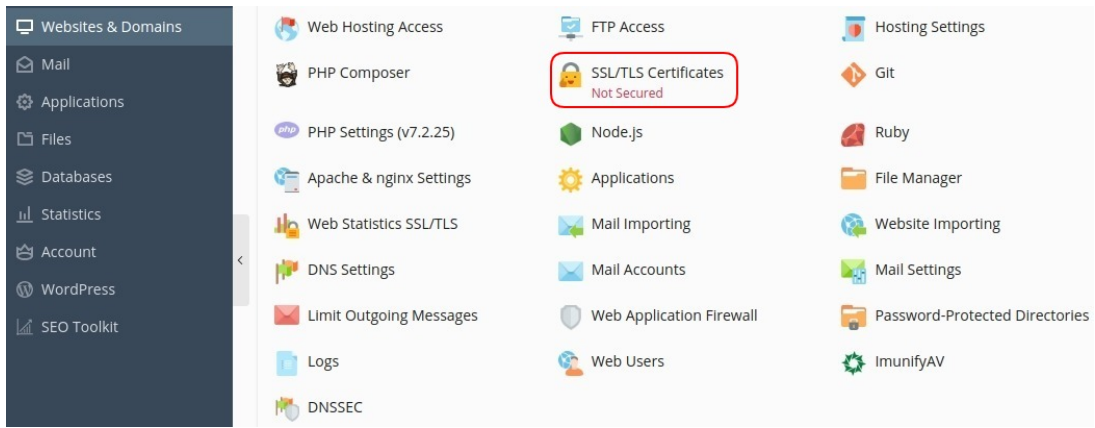 Websites & Domains
Mail
Applications
Files
Databases
Statistics
Account
WordPress
SEO Toolkit
Web Hosting Access
FTP Access
Hosting Settings
PHP Composer
SSL/TLS Certificates
Not Secured
Git
php
PHP Settings (v7.2.25)
Node.js
Ruby
Apache & nginx Settings
Applications
File Manager
Web Statistics SSL/TLS
Mail Importing
Website Importing
DNS Settings
Mail Accounts
Mail Settings
Limit Outgoing Messages
Web Application Firewall
Password-Protected Directories
Logs
Web Users
ImunifyAV
DNSSEC